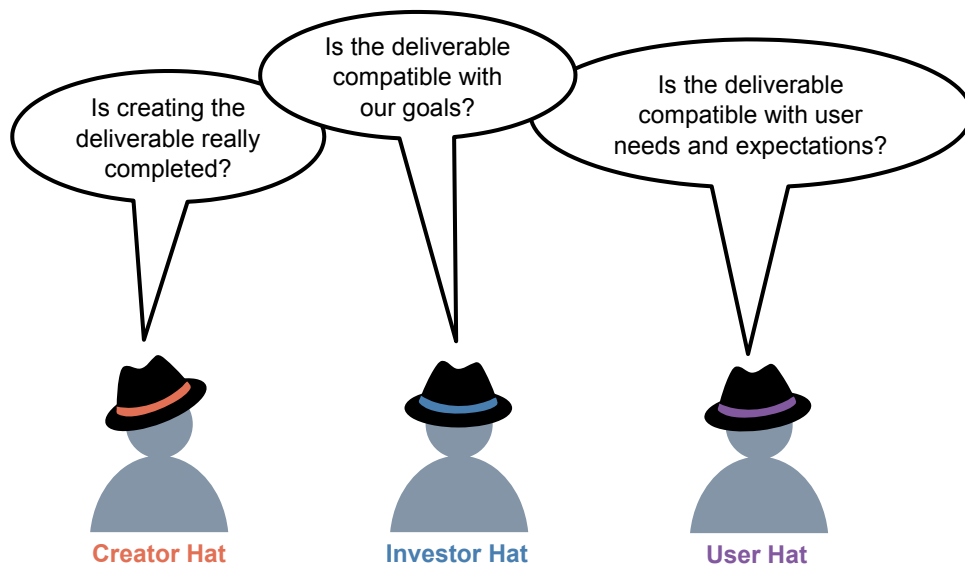 Is creating the
deliverable really
completed?
Is the deliverable
compatible with
our goals?
Is the deliverable
compatible with user
needs and expectations?
Creator Hat
Investor Hat
User Hat